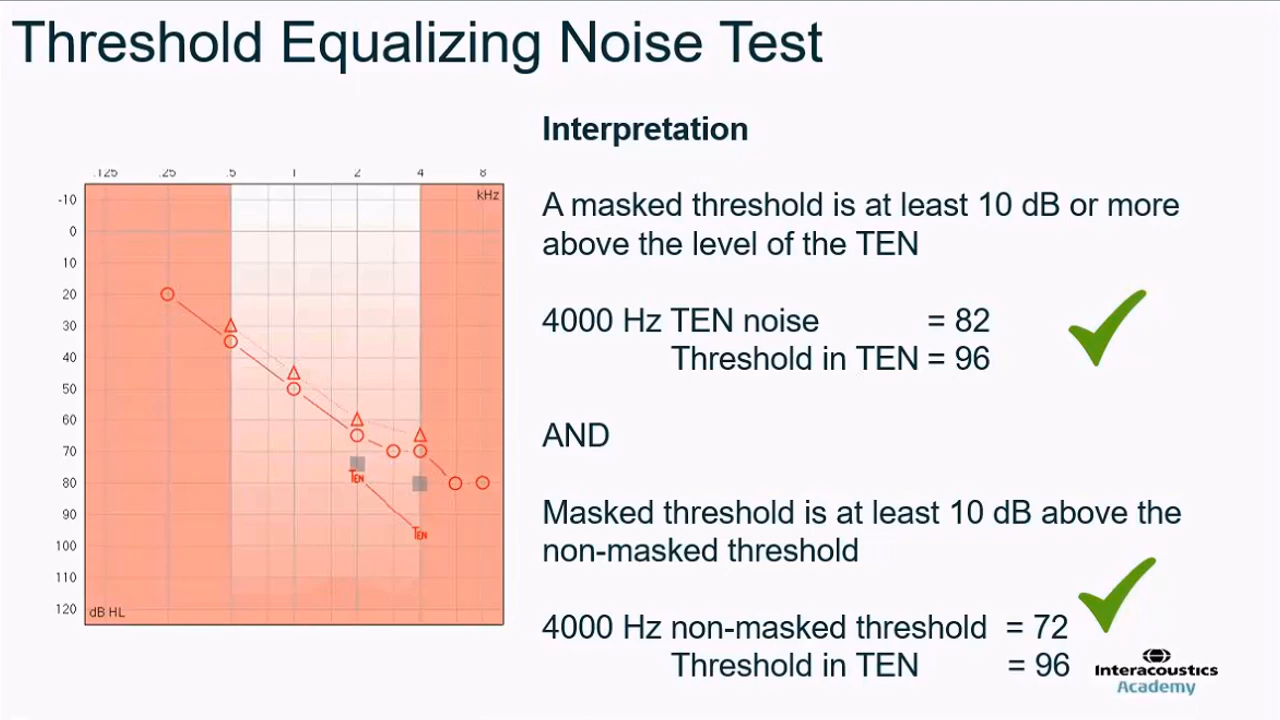 Threshold Equalizing Noise Test
Interpretation
A masked threshold is at least 10 dB or more
above the level of the TEN
4000 Hz TEN noise = 82
Threshold in TEN = 96
AND
Masked threshold is at least 10 dB above the
non-masked threshold
4000 Hz non-masked threshold = 72
Threshold in TEN = 96
.125 .25 .5 1 2 4 8
kHz
-10
0
10
20
30
40
50
60
70
80
90
100
110
120
dB HL
TEN
TEN
Interacoustics
Academy